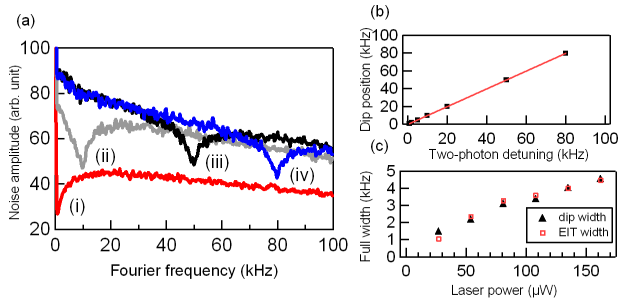 (a)
Noise amplitude (arb. unit)
100
80
60
40
20
(i)
(ii)
(iii)
(iv)
0
20
40
60
80
100
Fourier frequency (kHz)
(b)
Dip position (kHz)
100
80
60
40
20
0
0
20
40
60
80
100
Two-photon detuning (kHz)
(c)
Full width (kHz)
5
4
3
2
1
0
dip width
EIT width
0
50
100
150
Laser power (µW)